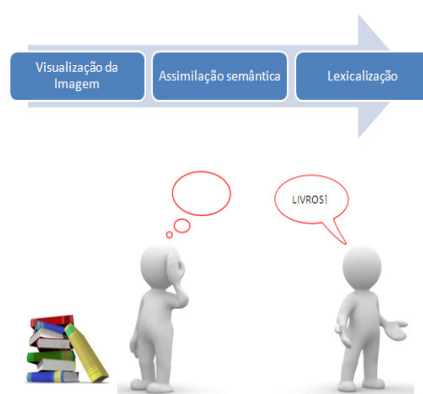 Visualização da
Imagem
Assimilação semântica
Lexicalização
LIVROS!